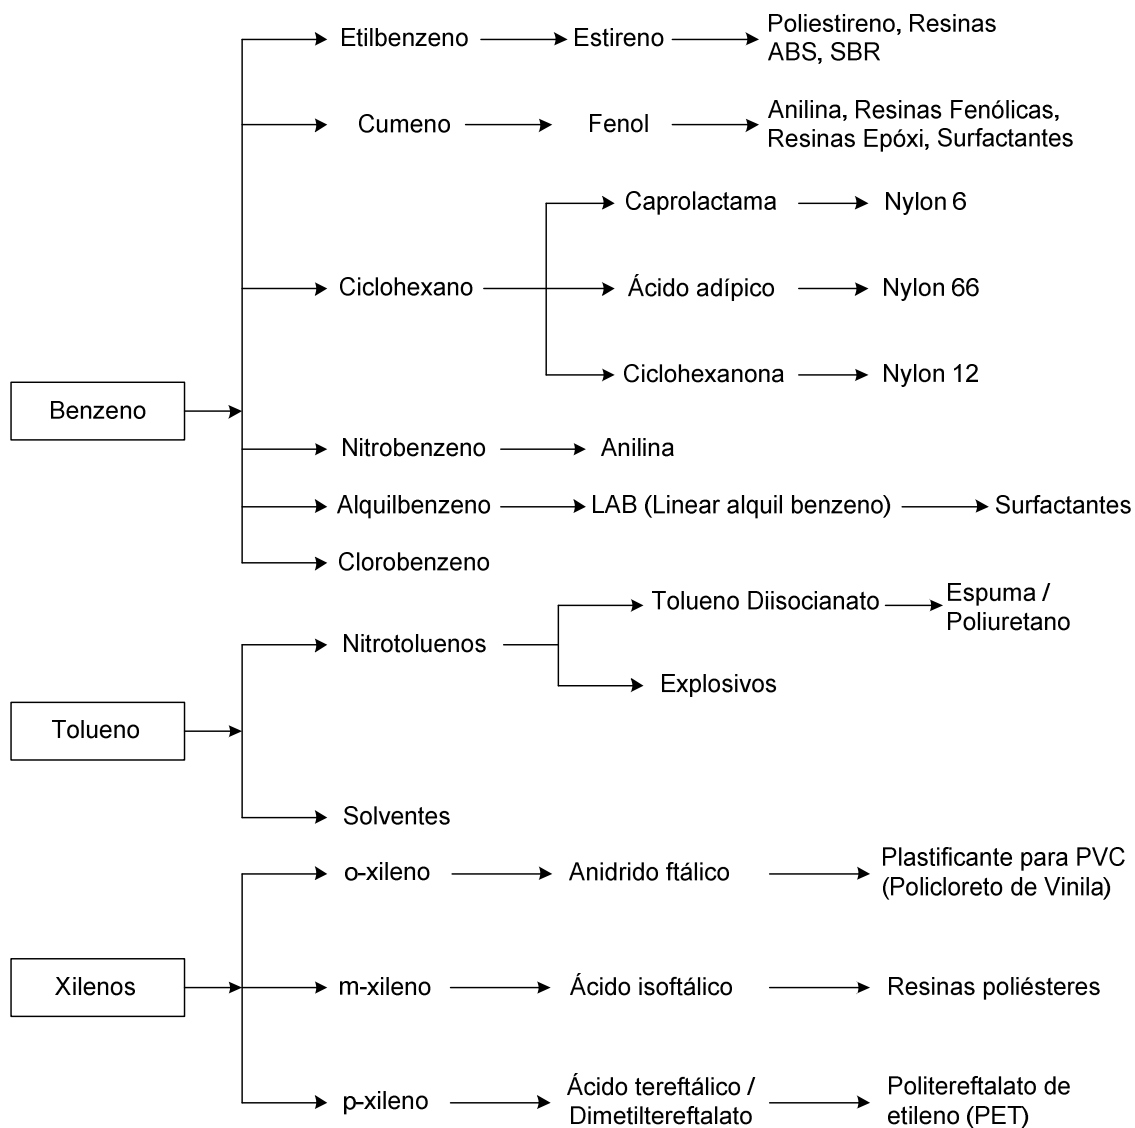 Etilbenzeno
Estireno
Poliestireno, Resinas
ABS, SBR
Cumeno
Fenol
Anilina, Resinas Fenólicas,
Resinas Epóxi, Surfactantes
Caprolactama
Nylon 6
Ciclohexano
Ácido adípico
Nylon 66
Ciclohexanona
Nylon 12
Benzeno
Nitrobenzeno
Anilina
Alquilbenzeno
LAB (Linear alquil benzeno)
Surfactantes
Clorobenzeno
Tolueno Diisocianato
Espuma /
Poliuretano
Nitrotoluenos
Explosivos
Tolueno
Solventes
o-xileno
Anidrido ftálico
Plastificante para PVC
(Policloreto de Vinila)
Xilenos
m-xileno
Ácido isoftálico
Resinas poliésteres
p-xileno
Ácido tereftálico /
Dimetiltereftalato
Politereftalato de
etileno (PET)